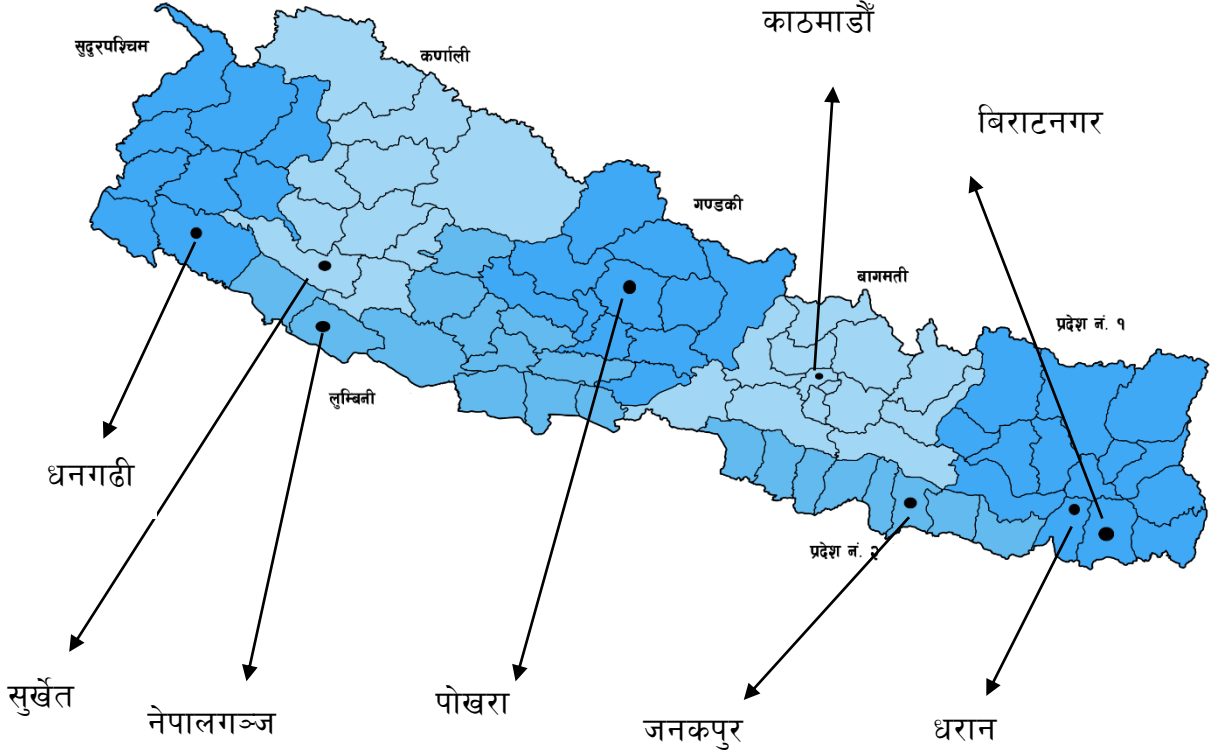 काठमाडौँ
सुदुरपश्चिम
कर्णाली
बिराटनगर
गण्डकी
बागमती
प्रदेश नं. १
लुम्बिनी
धनगढी
प्रदेश नं. २
सुर्खेत
नेपालगञ्ज
पोखरा
जनकपुर
धरान